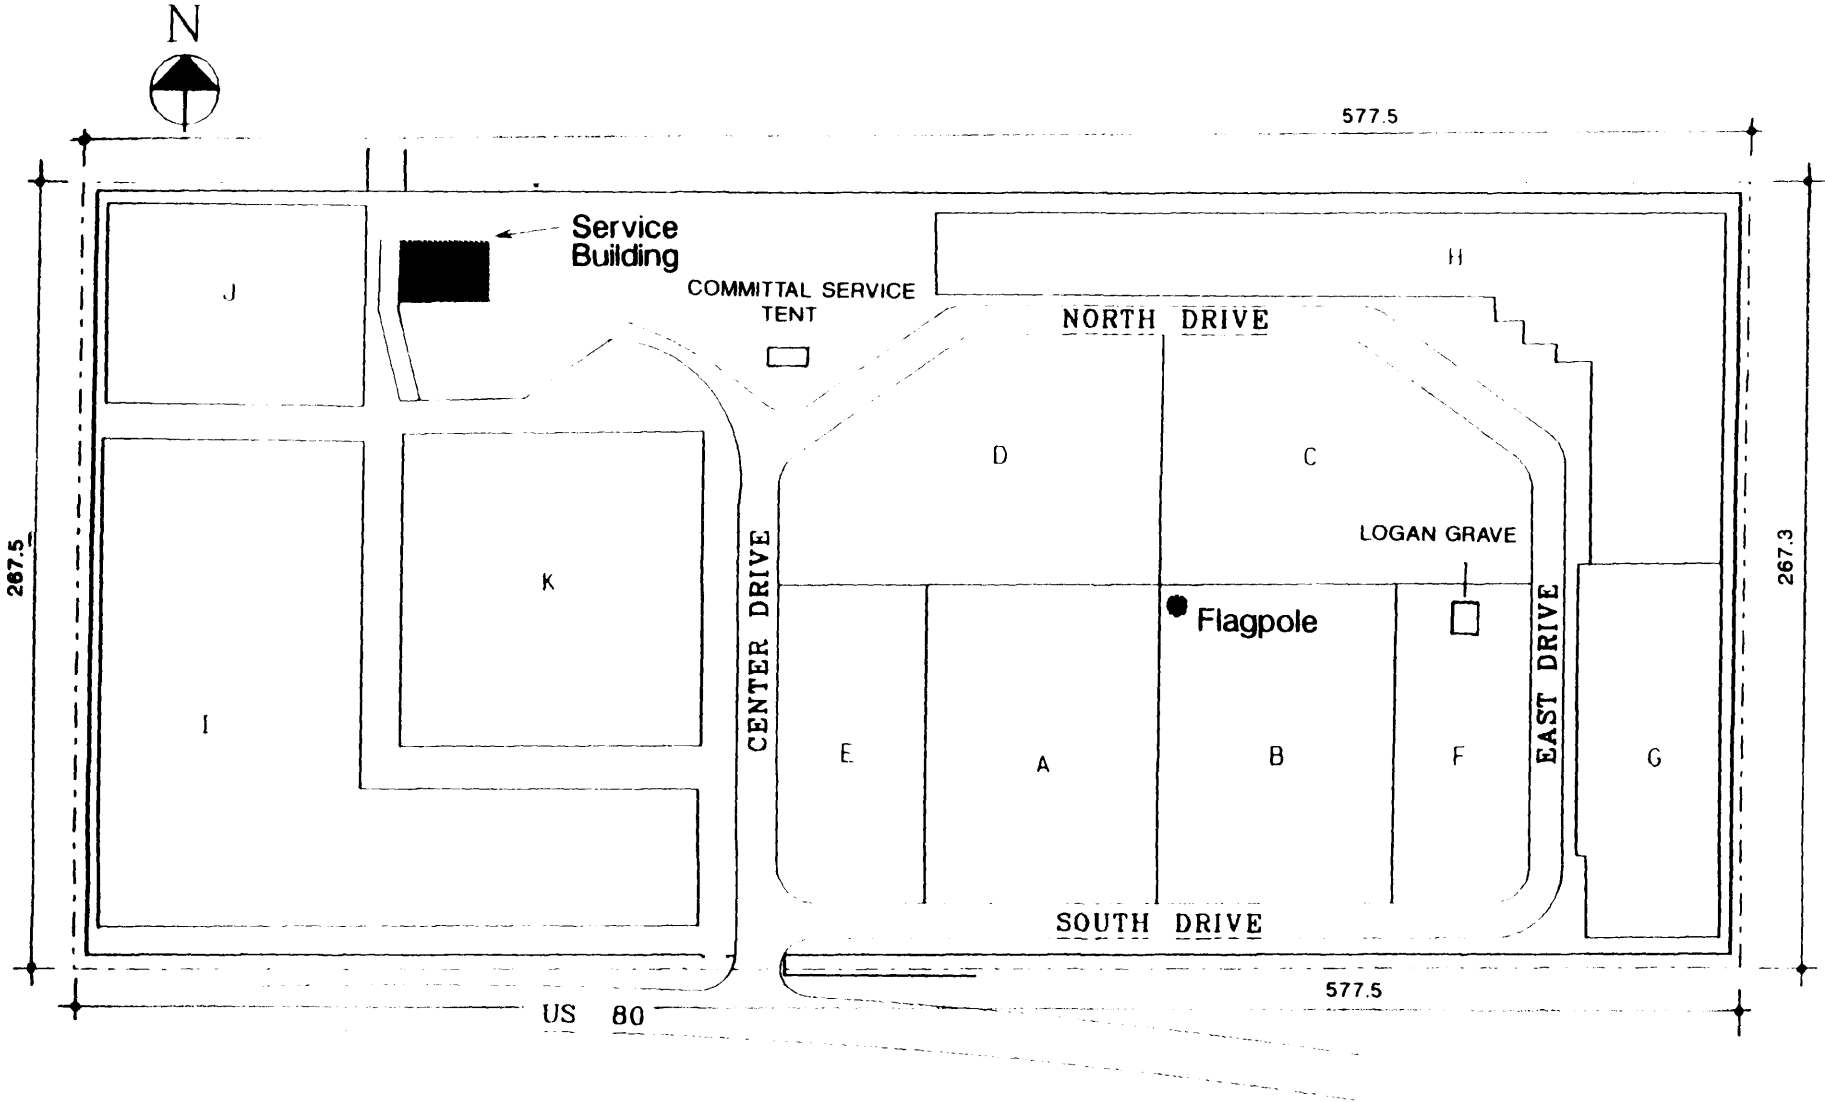 N
577.5
Service
Building
H
J
COMMITTAL SERVICE
TENT
NORTH DRIVE
D
C
LOGAN GRAVE
267.5
267.3
K
CENTER DRIVE
EAST DRIVE
Flagpole
I
E
A
B
F
G
SOUTH DRIVE
577.5
US 80